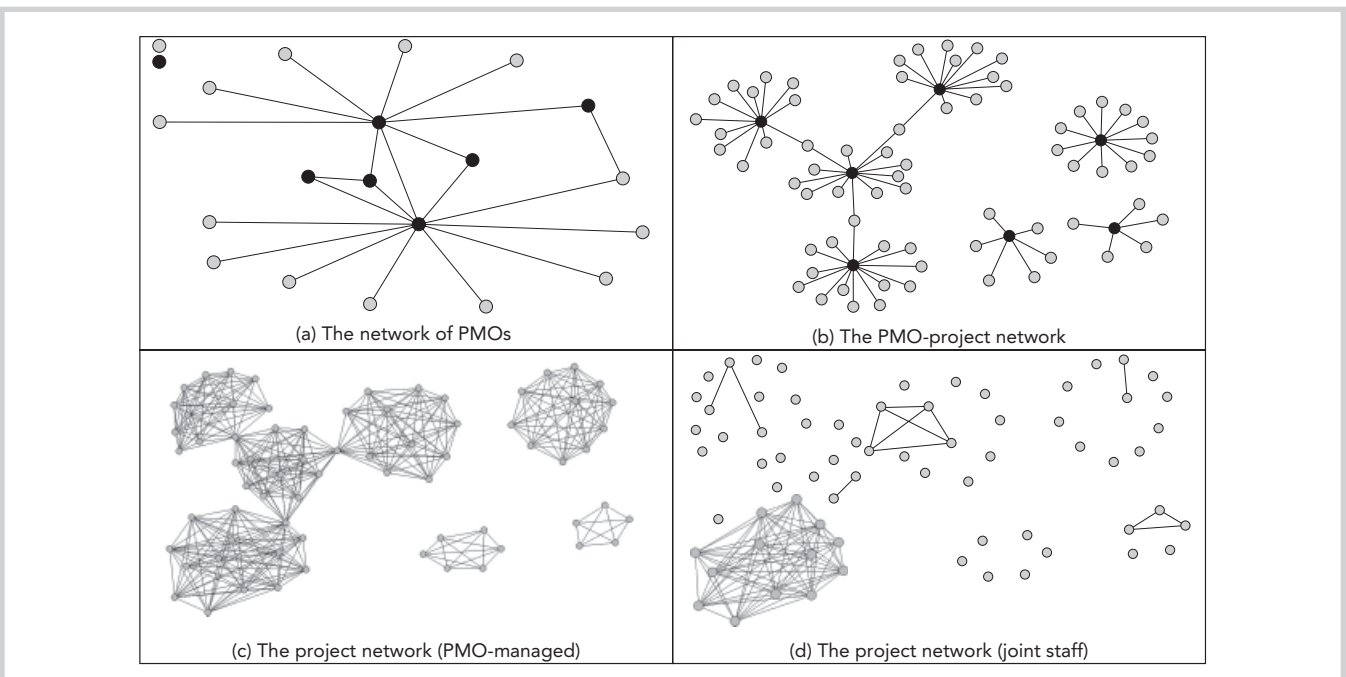 (a) The network of PMOs
(b) The PMO-project network
(c) The project network (PMO-managed)
(d) The project network (joint staff)